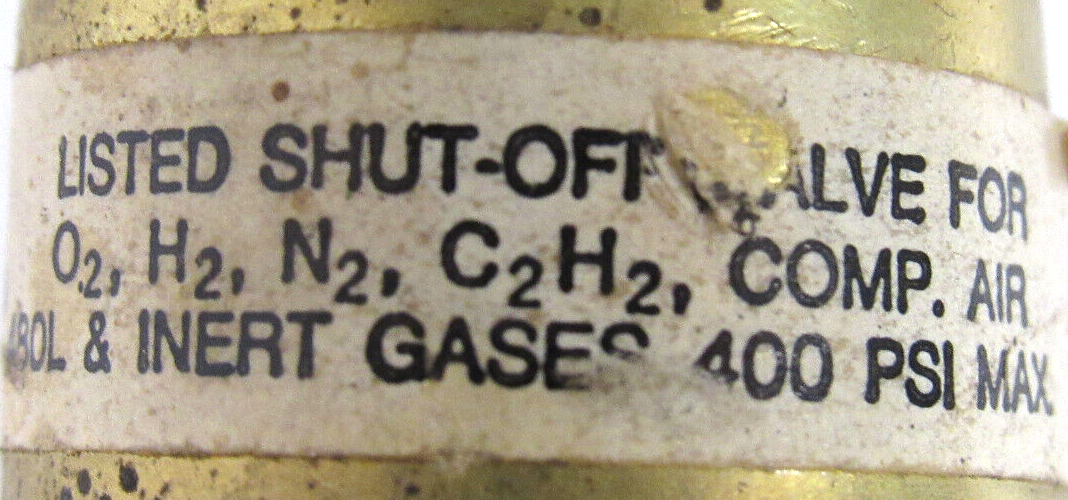 LISTED SHUT-OFF VALVE FOR
O₂, H₂, N₂, C₂H₂, COMP. AIR
& INERT GASES 400 PSI MAX.